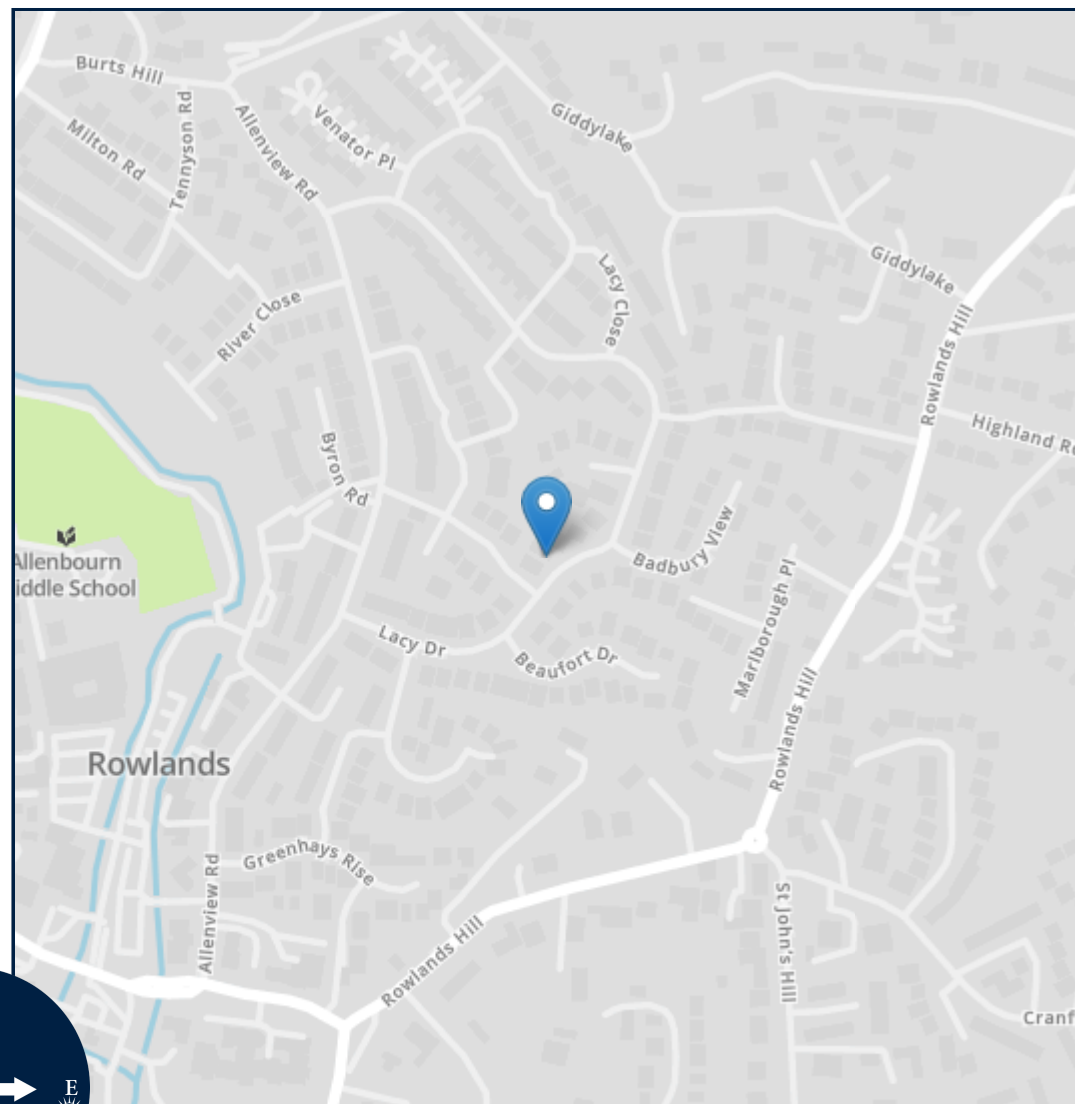 Burts Hill
Tennyson Rd
Milton Rd
Allenview Rd
Venator Pl
Giddylake
Giddylake
Lacy Close
River Close
Rowlands Hill
Highland R
Byron Rd
Badbury View
Allenbourn
iddle School
Marlborough Pl
Lacy Dr
Beaufort Dr
Rowlands Hill
Rowlands
Greenhays Rise
Allenview Rd
St John's Hill
Rowlands Hill
Cranf
E